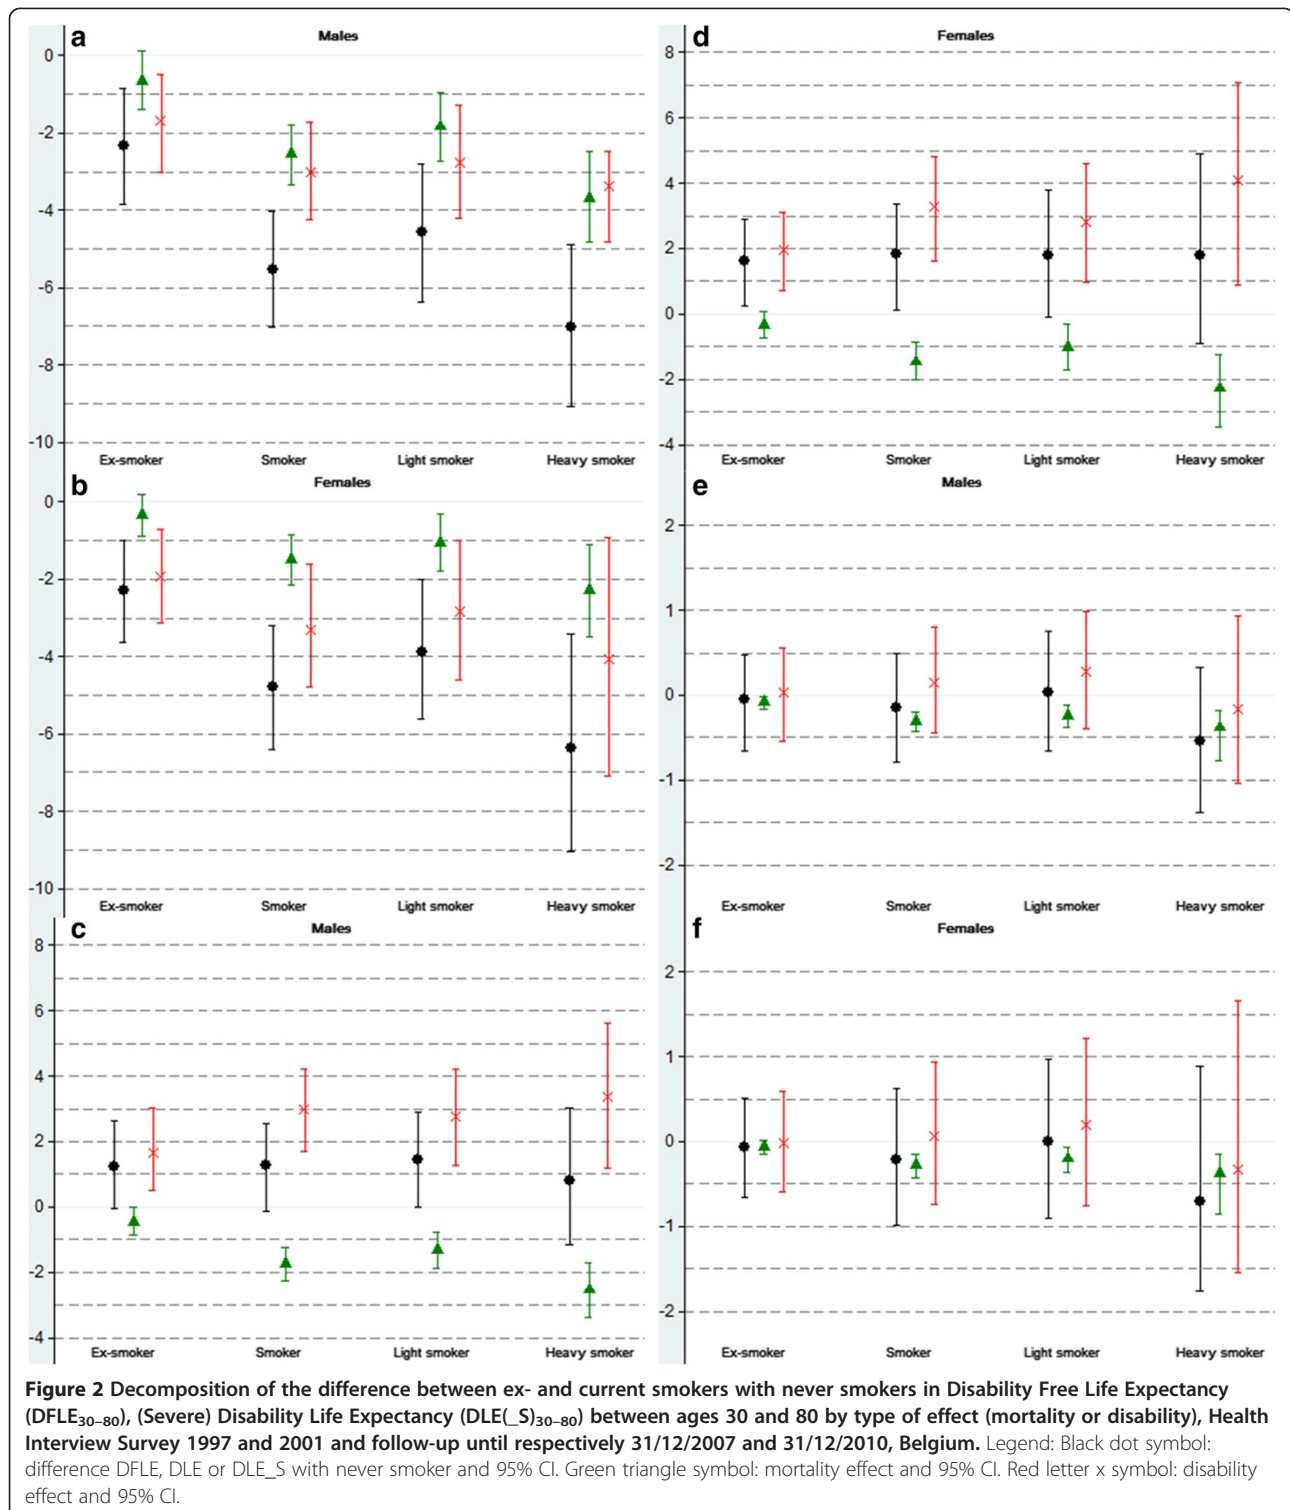 a
Males
0
-2
-4
-6
-8
-10
Ex-smoker Smoker Light smoker Heavy smoker
b
Females
0
-2
-4
-6
-8
-10
Ex-smoker Smoker Light smoker Heavy smoker
c
Males
8
6
4
2
0
-2
-4
Ex-smoker Smoker Light smoker Heavy smoker
d
Females
8
6
4
2
0
-2
-4
Ex-smoker Smoker Light smoker Heavy smoker
e
Males
2
1
0
-1
-2
Ex-smoker Smoker Light smoker Heavy smoker
f
Females
2
1
0
-1
-2
Ex-smoker Smoker Light smoker Heavy smoker
Figure 2 Decomposition of the difference between ex- and current smokers with never smokers in Disability Free Life Expectancy
(DFLE30–80), (Severe) Disability Life Expectancy (DLE(_S)30–80) between ages 30 and 80 by type of effect (mortality or disability), Health
Interview Survey 1997 and 2001 and follow-up until respectively 31/12/2007 and 31/12/2010, Belgium. Legend: Black dot symbol:
difference DFLE, DLE or DLE_S with never smoker and 95% CI. Green triangle symbol: mortality effect and 95% CI. Red letter x symbol: disability
effect and 95% CI.